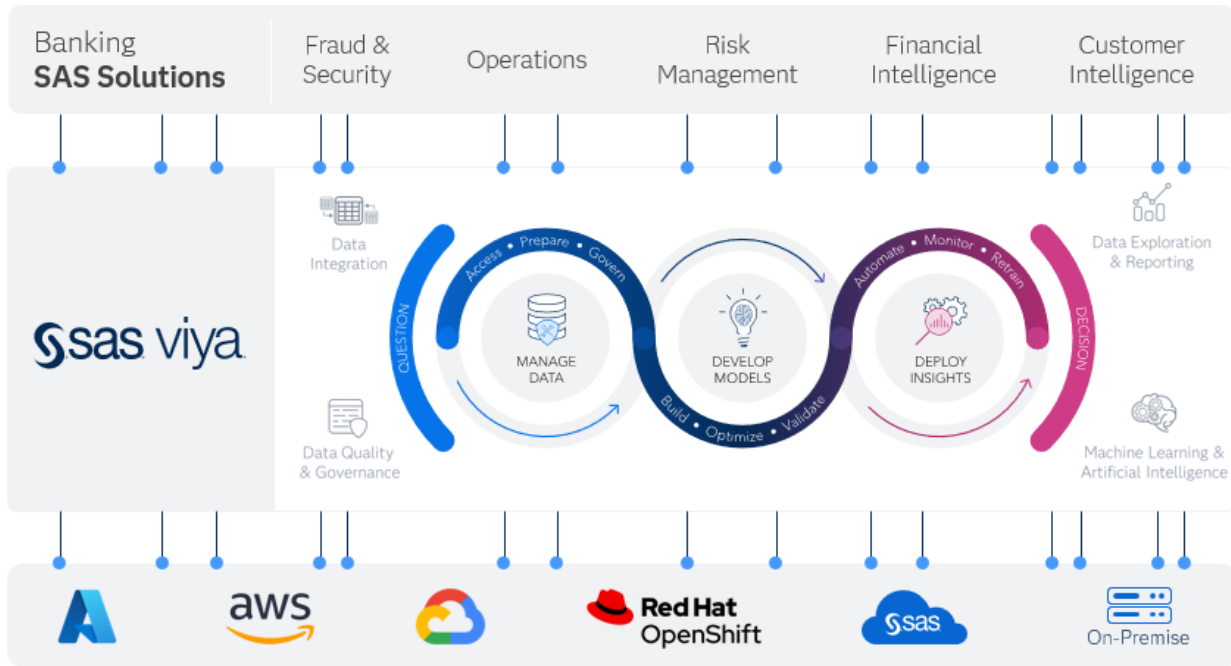 Banking
SAS Solutions
Fraud &
Security
Operations
Risk
Management
Financial
Intelligence
Customer
Intelligence
sas viya
Data
Integration
Data Quality
& Governance
QUESTION
Access • Prepare • Govern
MANAGE
DATA
Build • Optimize • Validate
DEVELOP
MODELS
Automate • Monitor • Retrain
DEPLOY
INSIGHTS
DECISION
Data Exploration
& Reporting
Machine Learning &
Artificial Intelligence
aws
Red Hat
OpenShift
sas
On-Premise